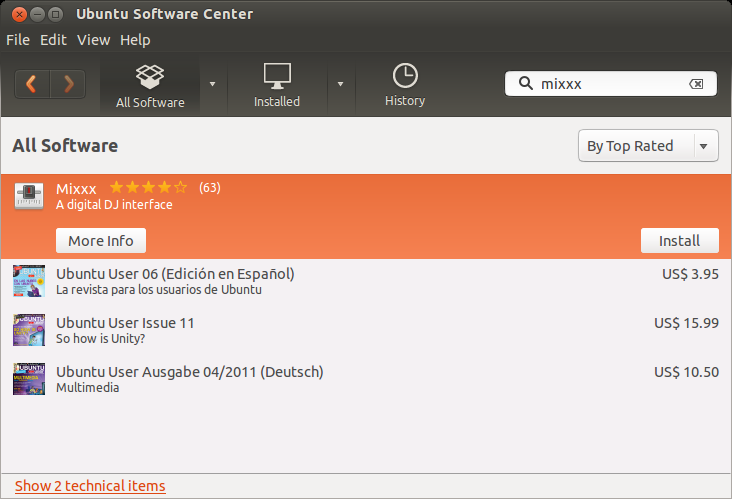 Ubuntu Software Center
File Edit View Help
All Software
Installed
History
mixxx
All Software
By Top Rated
Mixxx (63)
A digital DJ interface
More Info
Install
Ubuntu User 06 (Edición en Español) US$ 3.95
La revista para los usuarios de Ubuntu
Ubuntu User Issue 11 US$ 15.99
So how is Unity?
Ubuntu User Ausgabe 04/2011 (Deutsch) US$ 10.50
Multimedia
Show 2 technical items